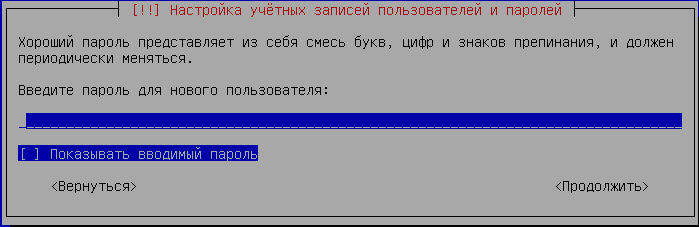 [!!] Настройка учётных записей пользователей и паролей
Хороший пароль представляет из себя смесь букв, цифр и знаков препинания, и должен
периодически меняться.
Введите пароль для нового пользователя:
[ ] Показывать вводимый пароль
<Вернуться> <Продолжить>